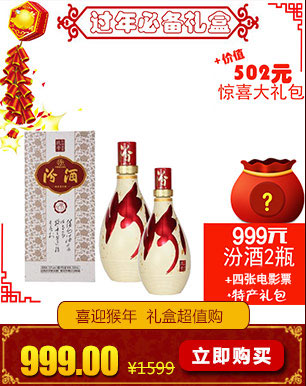 过年必备礼盒
+价值
502元
惊喜大礼包
汾酒
?
999元
汾酒2瓶
+四张电影票
+特产礼包
喜迎猴年 礼盒超值购
999.00 ¥1599 立即购买